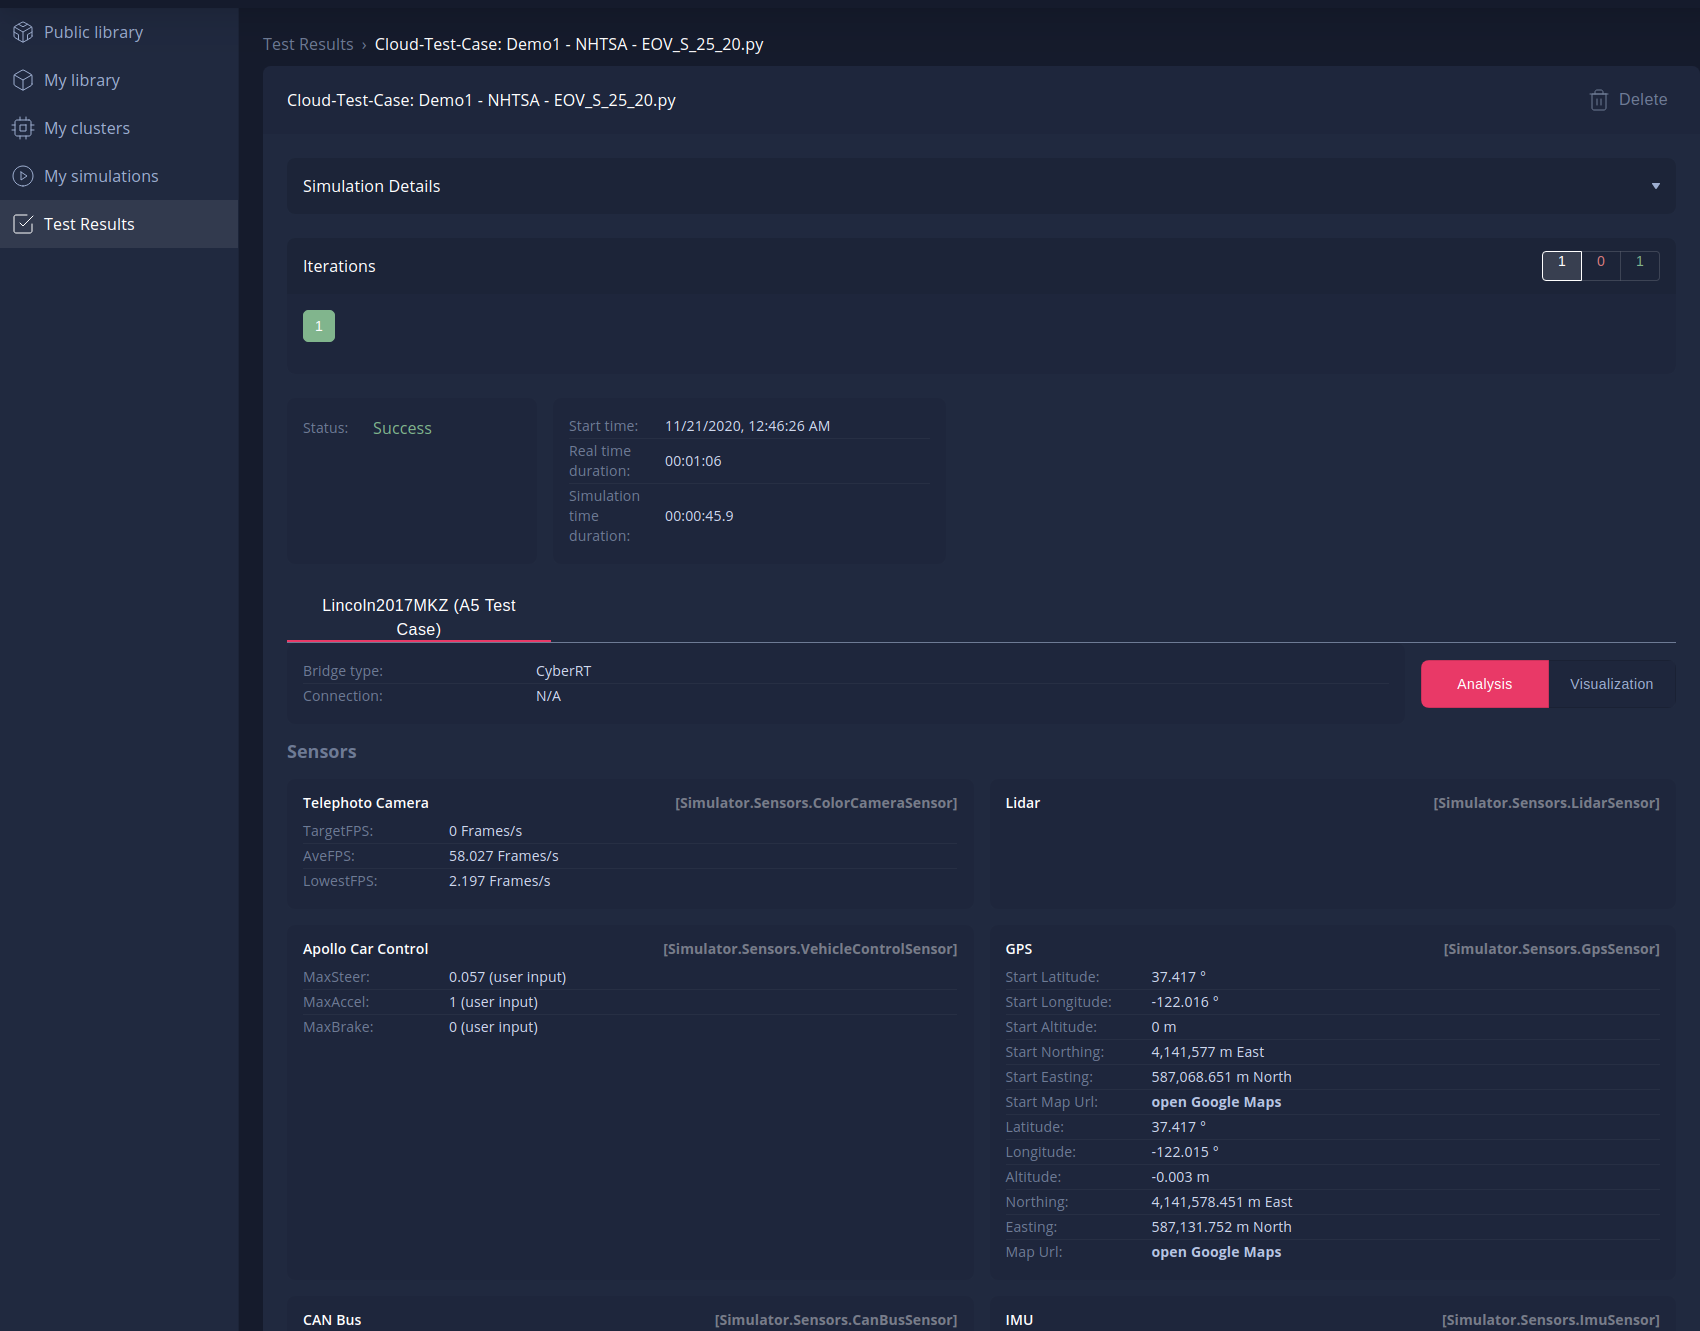 Public library
My library
My clusters
My simulations
Test Results
Test Results › Cloud-Test-Case: Demo1 - NHTSA - EOV_S_25_20.py
Cloud-Test-Case: Demo1 - NHTSA - EOV_S_25_20.py
Delete
Simulation Details
Iterations
1 0 1
1
Status: Success
Start time: 11/21/2020, 12:46:26 AM
Real time
duration:
00:01:06
Simulation
time
duration:
00:00:45.9
Lincoln2017MKZ (A5 Test
Case)
Bridge type: CyberRT
Connection: N/A
Analysis
Visualization
Sensors
Telephoto Camera [Simulator.Sensors.ColorCameraSensor]
TargetFPS: 0 Frames/s
AveFPS: 58.027 Frames/s
LowestFPS: 2.197 Frames/s
Lidar [Simulator.Sensors.LidarSensor]
Apollo Car Control [Simulator.Sensors.VehicleControlSensor]
MaxSteer: 0.057 (user input)
MaxAccel: 1 (user input)
MaxBrake: 0 (user input)
GPS [Simulator.Sensors.GpsSensor]
Start Latitude: 37.417 °
Start Longitude: -122.016 °
Start Altitude: 0 m
Start Northing: 4,141,577 m East
Start Easting: 587,068.651 m North
Start Map Url: open Google Maps
Latitude: 37.417 °
Longitude: -122.015 °
Altitude: -0.003 m
Northing: 4,141,578.451 m East
Easting: 587,131.752 m North
Map Url: open Google Maps
CAN Bus [Simulator.Sensors.CanBusSensor]
IMU [Simulator.Sensors.ImuSensor]